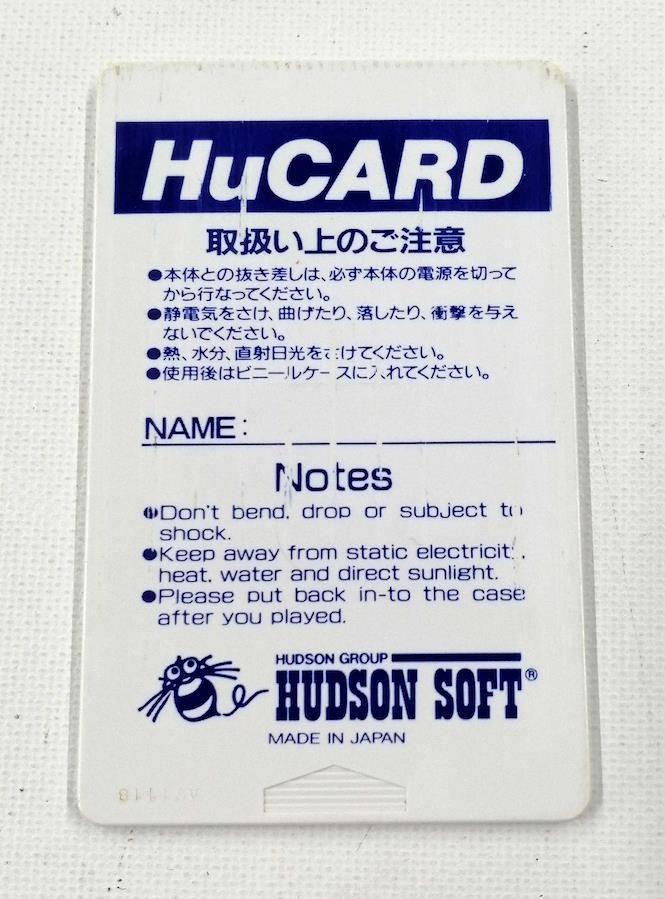 HuCARD
取扱い上のご注意
●本体との抜き差しは、必ず本体の電源を切って
から行なってください。
●静電気をさけ、曲げたり、落したり、衝撃を与え
ないでください。
●熱、水分、直射日光をさけてください。
●使用後はビニールケースに入れてください。
NAME:
Notes
●Don't bend, drop or subject to
shock.
●Keep away from static electricity,
heat, water and direct sunlight.
●Please put back in-to the case
after you played.
HUDSON GROUP
HUDSON SOFT®
MADE IN JAPAN